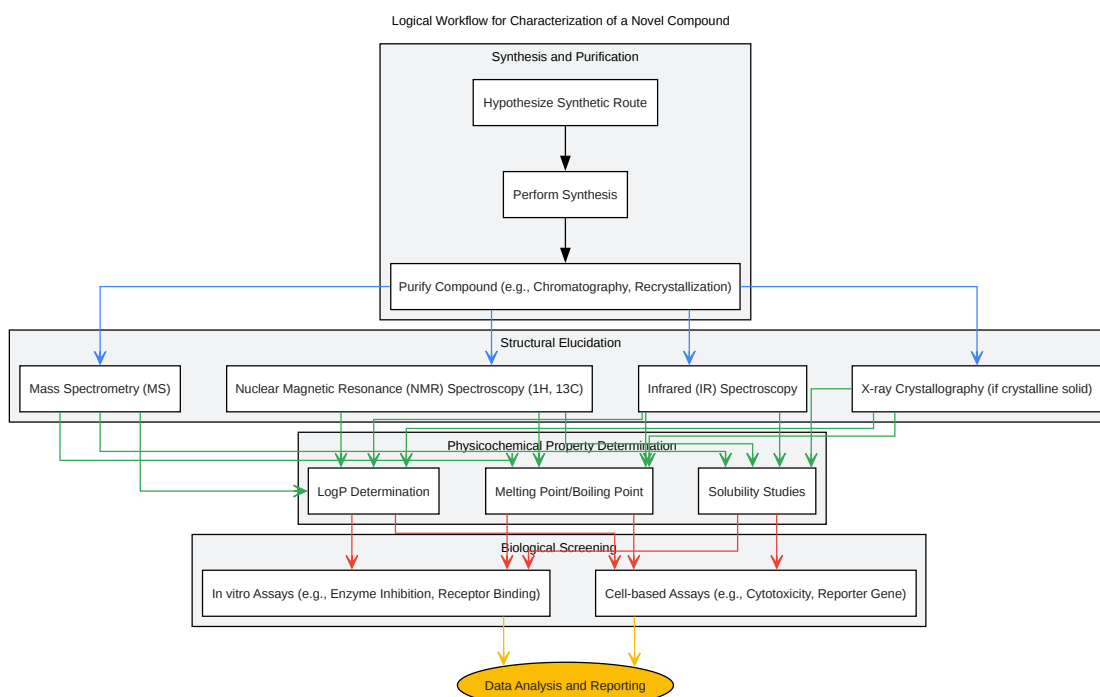 Logical Workflow for Characterization of a Novel Compound
Synthesis and Purification
Hypothesize Synthetic Route
Perform Synthesis
Purify Compound (e.g., Chromatography, Recrystallization)
Structural Elucidation
Mass Spectrometry (MS)
Nuclear Magnetic Resonance (NMR) Spectroscopy (1H, 13C)
Infrared (IR) Spectroscopy
X-ray Crystallography (if crystalline solid)
Physicochemical Property Determination
LogP Determination
Melting Point/Boiling Point
Solubility Studies
Biological Screening
In vitro Assays (e.g., Enzyme Inhibition, Receptor Binding)
Cell-based Assays (e.g., Cytotoxicity, Reporter Gene)
Data Analysis and Reporting